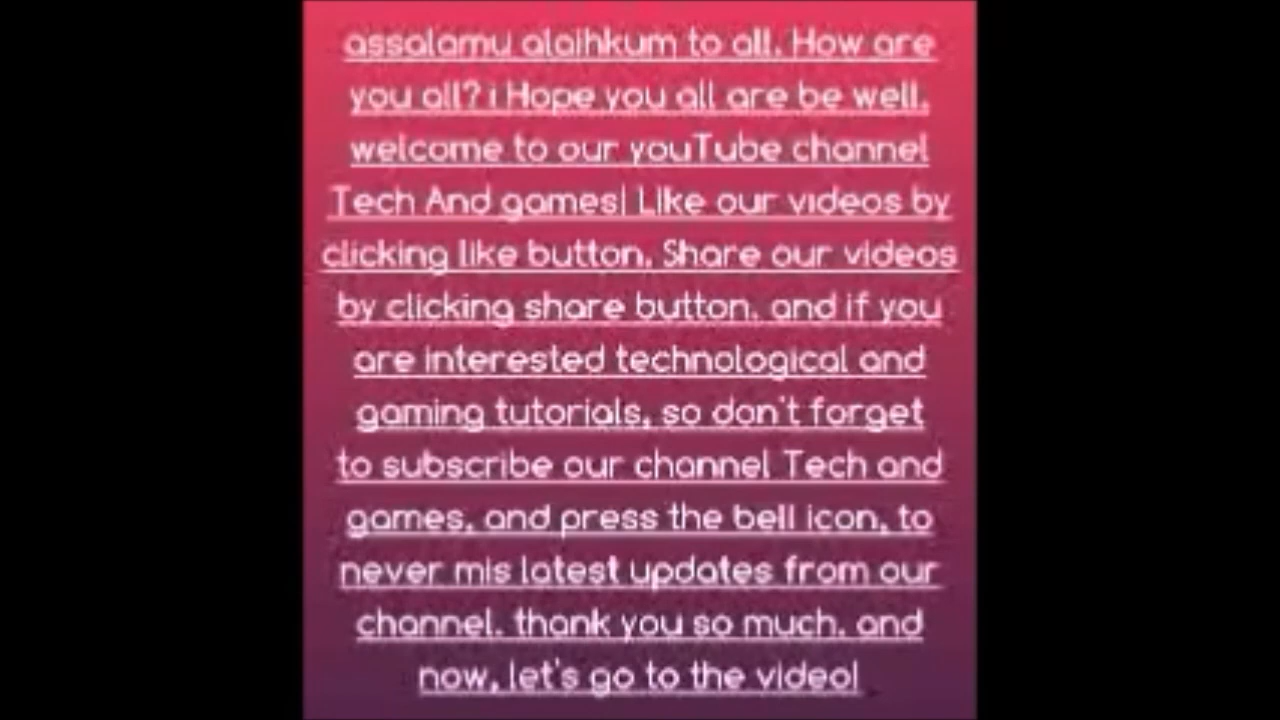 assalamu alaihkum to all. How are
you all? i Hope you all are be well.
welcome to our youTube channel
Tech And games! Like our videos by
clicking like button. Share our videos
by clicking share button. and if you
are interested technological and
gaming tutorials, so don't forget
to subscribe our channel Tech and
games, and press the bell icon, to
never mis latest updates from our
channel. thank you so much. and
now, let's go to the video!